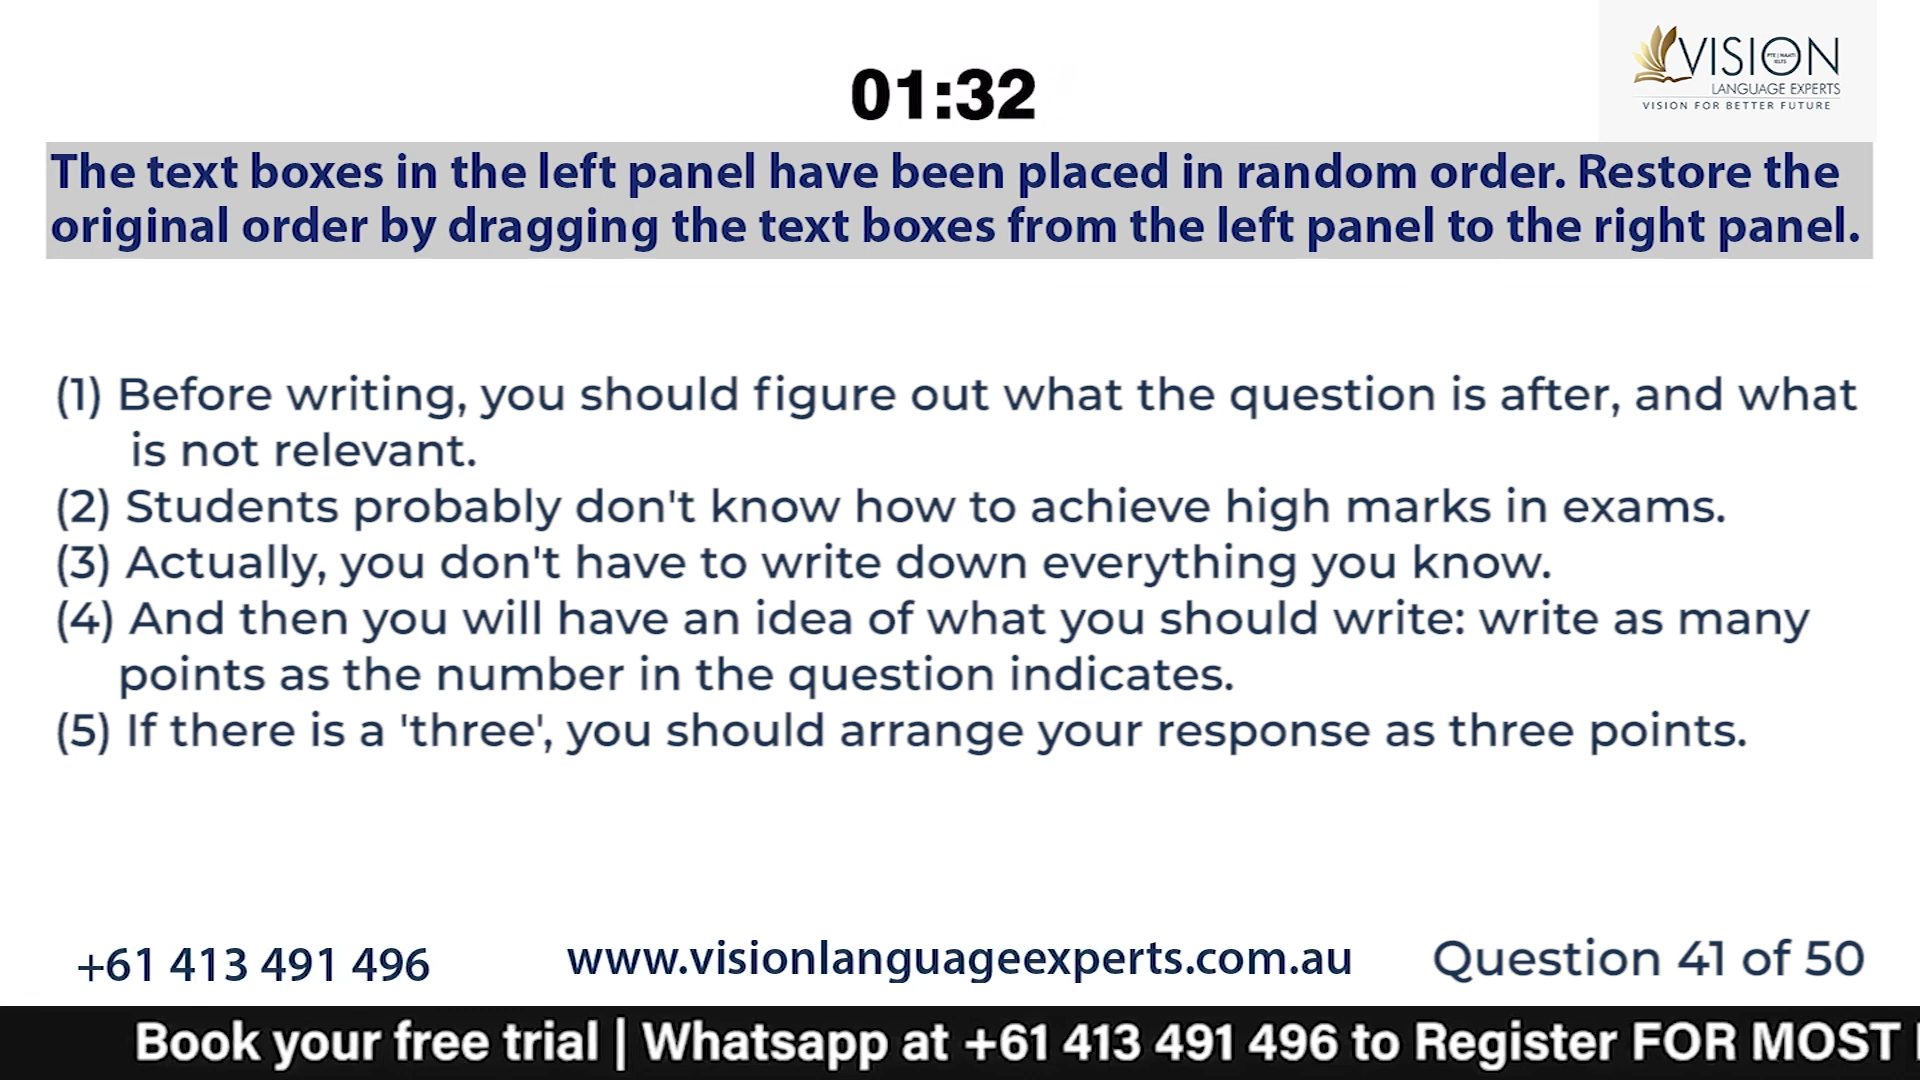 VISION
PTE | NAATI
IELTS
LANGUAGE EXPERTS
VISION FOR BETTER FUTURE
01:32
The text boxes in the left panel have been placed in random order. Restore the
original order by dragging the text boxes from the left panel to the right panel.
(1) Before writing, you should figure out what the question is after, and what
is not relevant.
(2) Students probably don't know how to achieve high marks in exams.
(3) Actually, you don't have to write down everything you know.
(4) And then you will have an idea of what you should write: write as many
points as the number in the question indicates.
(5) If there is a 'three', you should arrange your response as three points.
+61 413 491 496
www.visionlanguageexperts.com.au
Question 41 of 50
Book your free trial | Whatsapp at +61 413 491 496 to Register FOR MOST